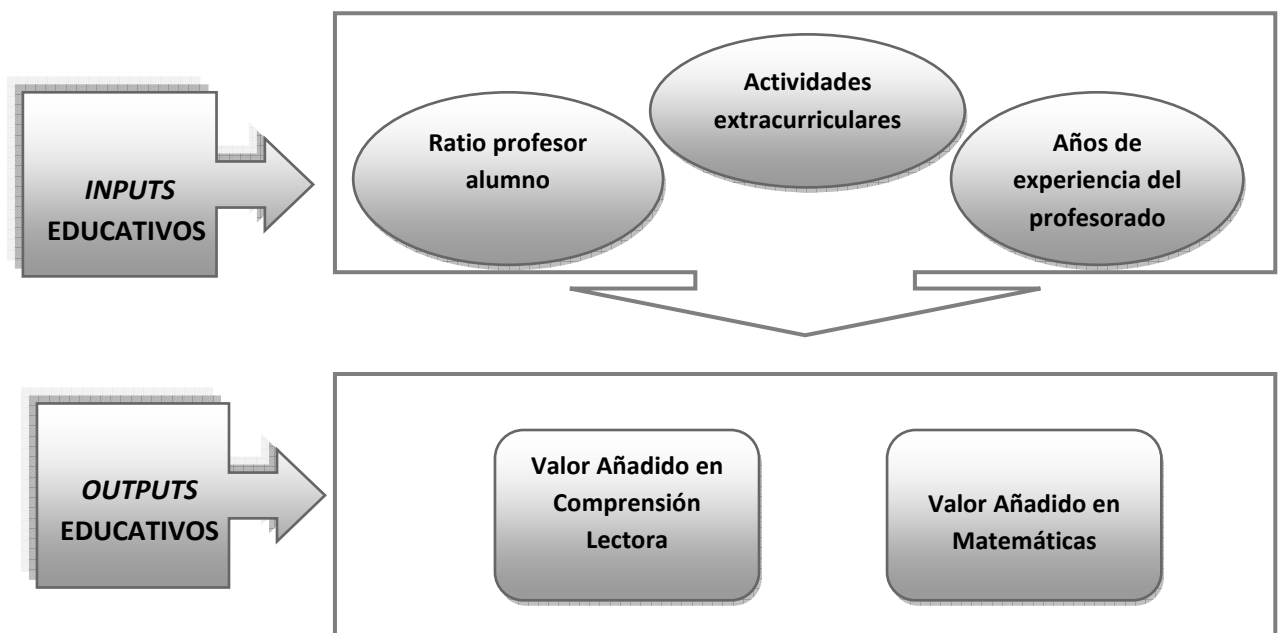 INPUTS
EDUCATIVOS
Ratio profesor
alumno
Actividades
extracurriculares
Años de
experiencia del
profesorado
OUTPUTS
EDUCATIVOS
Valor Añadido en
Comprensión
Lectora
Valor Añadido en
Matemáticas